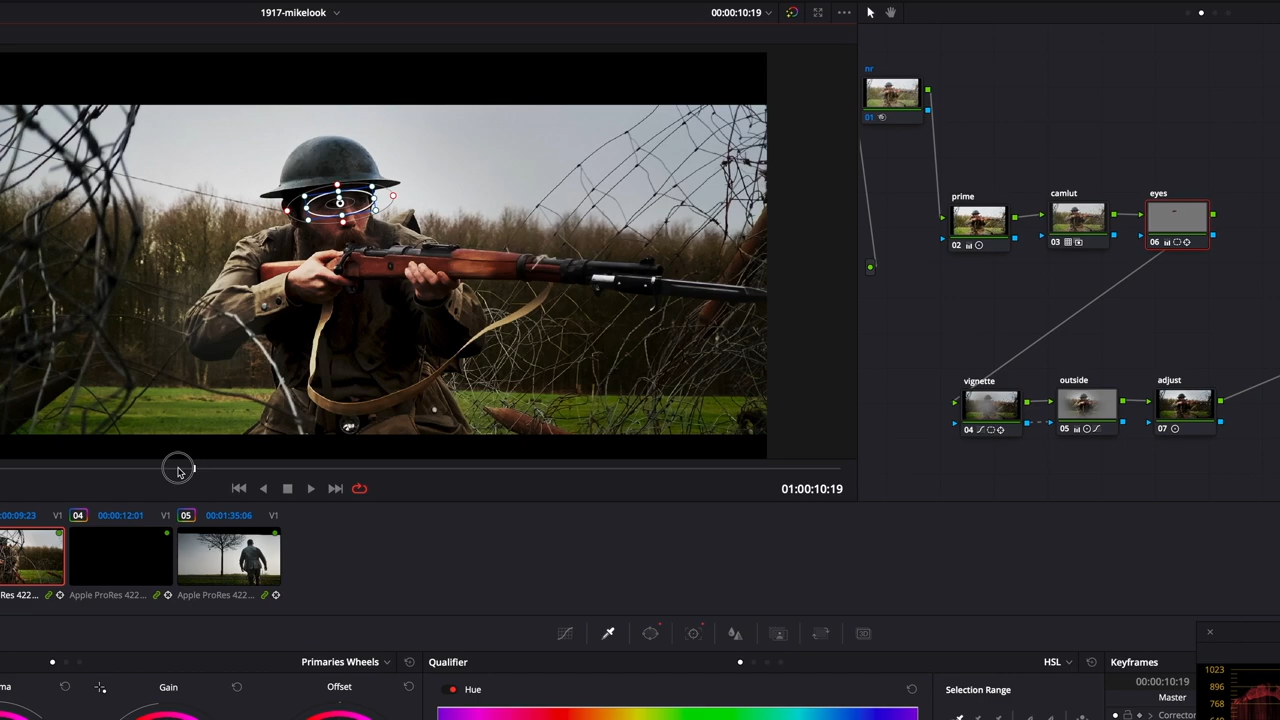 1917-mikelook
00:00:10:19
nr
01
prime
02
camlut
03
eyes
06
vignette
04
outside
05
adjust
07
01:00:10:19
:00:09:23
V1
04
00:00:12:01
V1
05
00:01:35:06
V1
Res 422...
Apple ProRes 422...
Apple ProRes 422...
3D
Primaries Wheels
Qualifier
HSL
Keyframes
ma
Gain
Offset
Hue
Selection Range
00:00:10:19
Master
Corrector
1023
896
768